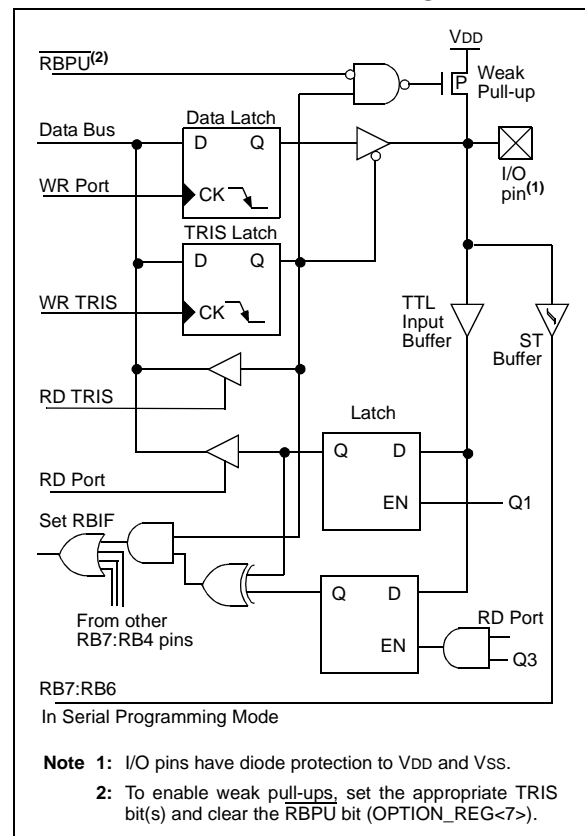 VDD
RBPU(2)
P
Weak
Pull-up
Data Latch
Data Bus
D Q
I/O
pin(1)
WR Port
CK
TRIS Latch
D Q
WR TRIS
CK
TTL
Input
Buffer
ST
Buffer
RD TRIS
Latch
Q D
RD Port
EN
Q1
Set RBIF
Q D
From other
RB7:RB4 pins
RD Port
EN
Q3
RB7:RB6
In Serial Programming Mode
Note 1: I/O pins have diode protection to VDD and VSS.
2: To enable weak pull-ups, set the appropriate TRIS
bit(s) and clear the RBPU bit (OPTION_REG<7>).